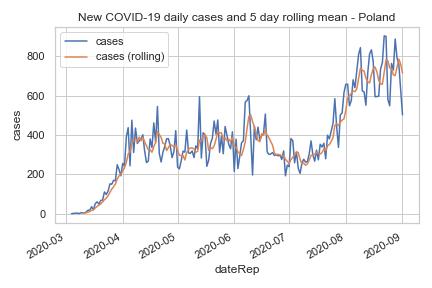 New COVID-19 daily cases and 5 day rolling mean - Poland
cases
cases (rolling)
800
600
400
200
0
cases
2020-03
2020-04
2020-05
2020-06
2020-07
2020-08
2020-09
dateRep